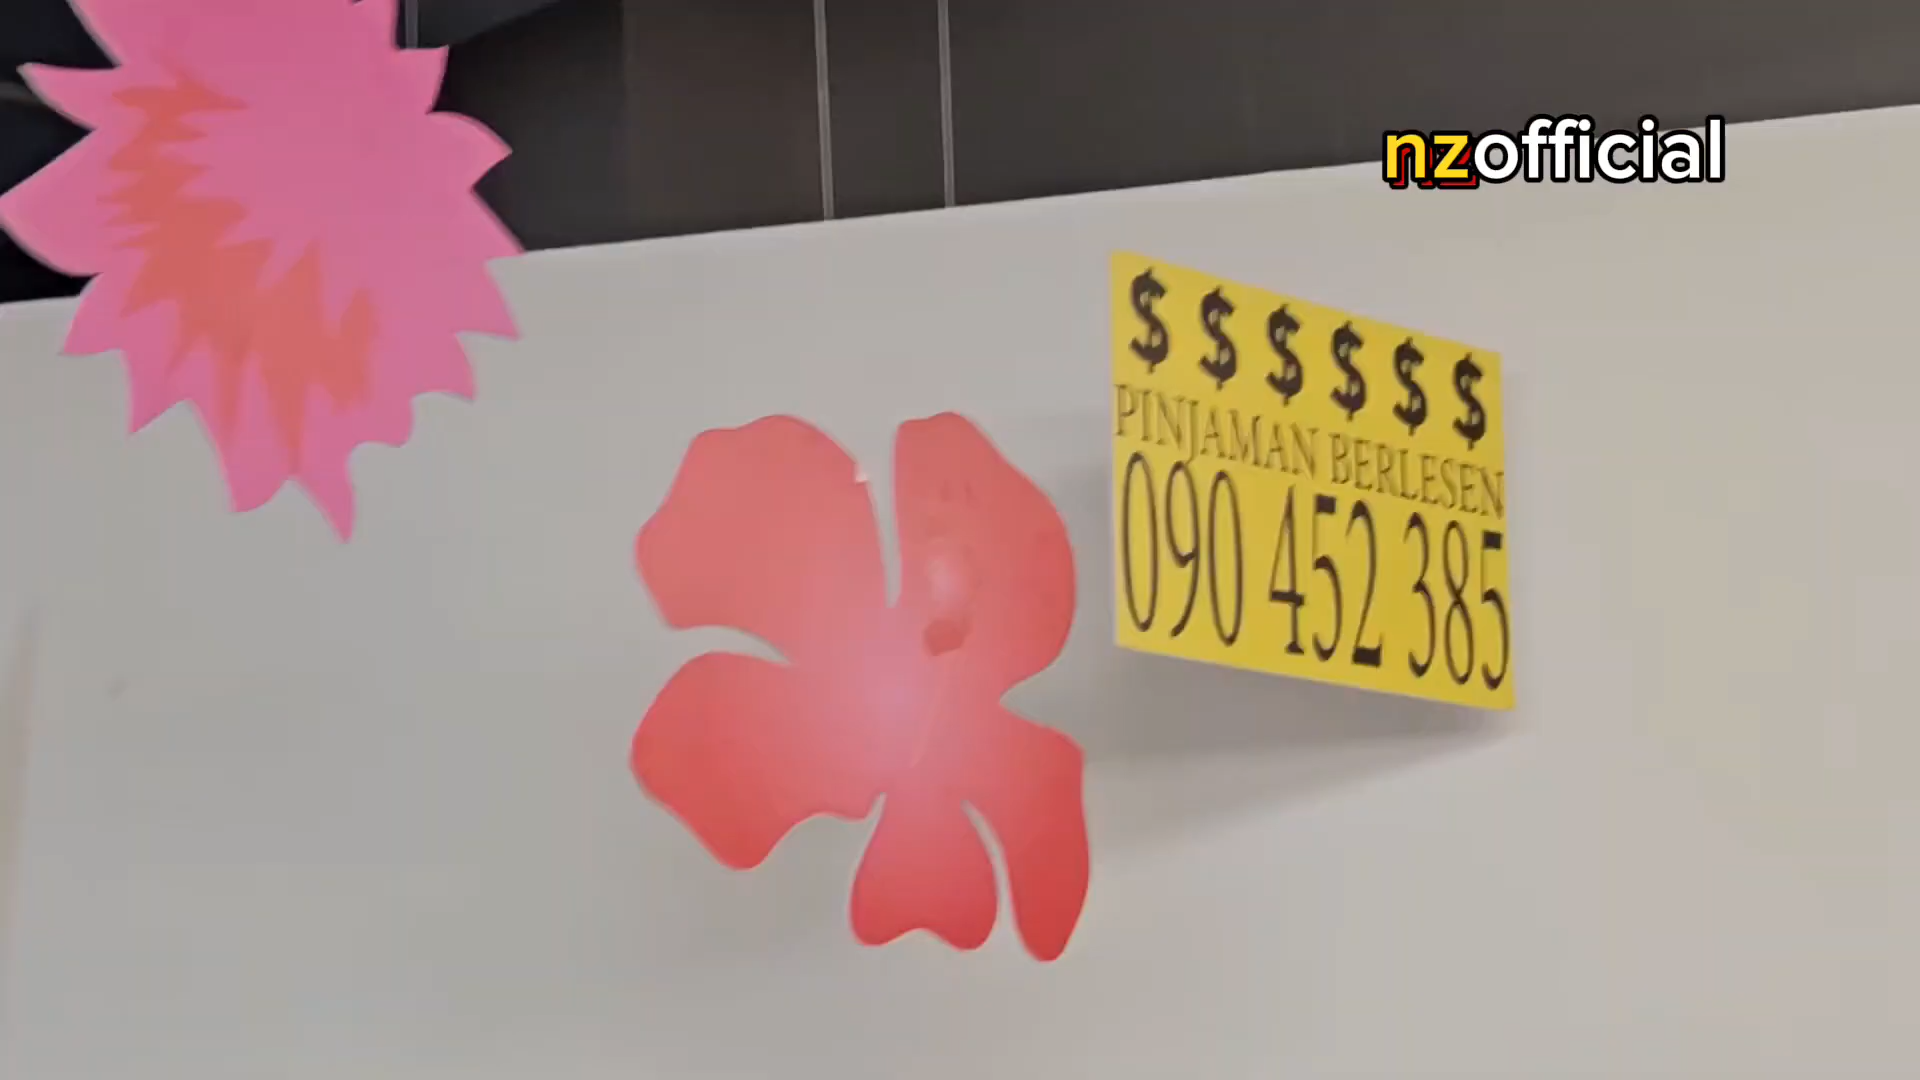 nzofficial
$ $ $ $ $ $
PINJAMAN BERLESEN
090 452 385